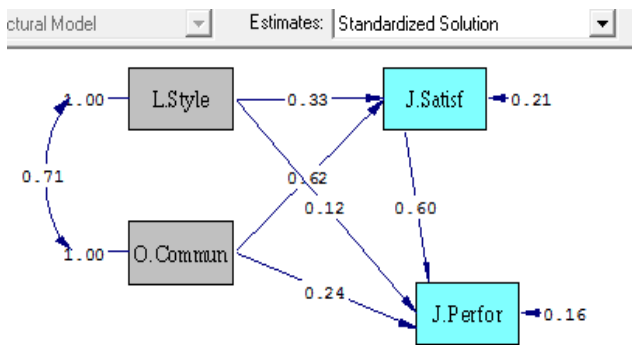 ctural Model Estimates: Standardized Solution
1.00 L.Style 0.33 J.Satisf 0.21
0.71 0.62
0.12 0.60
1.00 O.Commun
0.24
J.Perfor 0.16